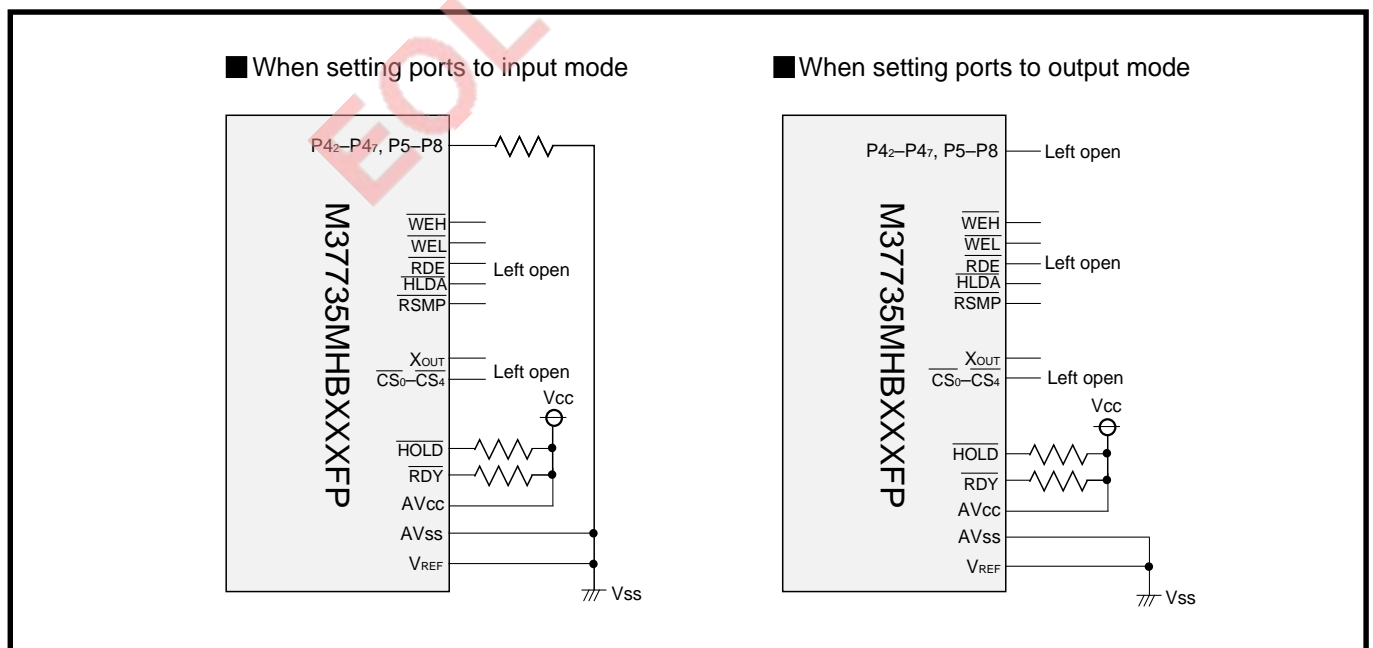 EOL
■ When setting ports to input mode
P42–P47, P5–P8
M37735MHBXXXFP
WEH
WEL
RDE
HLDA
RSMP
Left open
XOUT
CS0–CS4
Left open
Vcc
HOLD
RDY
AVcc
AVss
VREF
Vss
■ When setting ports to output mode
P42–P47, P5–P8
Left open
M37735MHBXXXFP
WEH
WEL
RDE
HLDA
RSMP
Left open
XOUT
CS0–CS4
Left open
Vcc
HOLD
RDY
AVcc
AVss
VREF
Vss